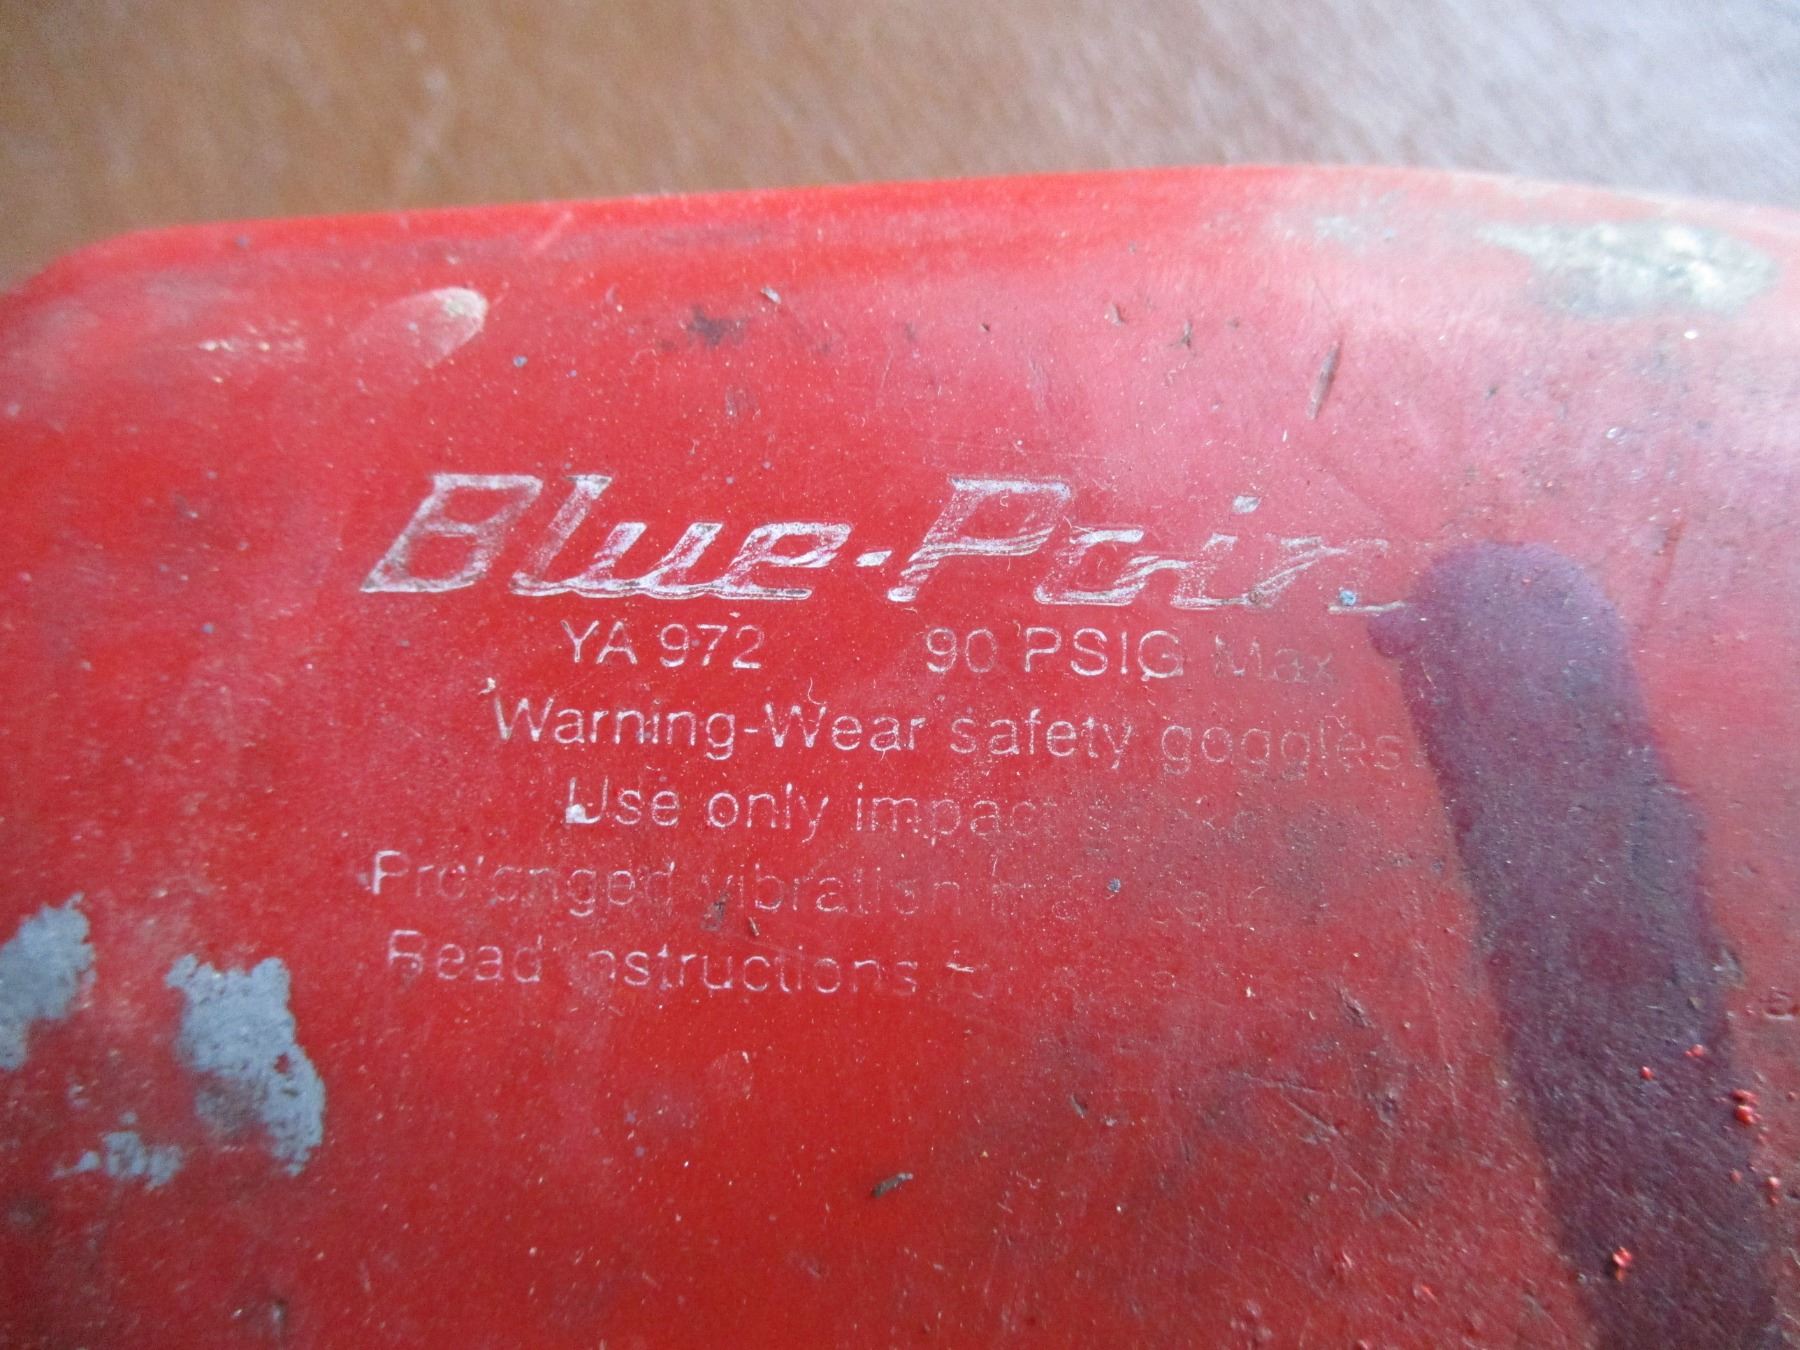 Blue-Poin
YA 972 90 PSIG Max
Warning-Wear safety goggles
Use only impact
Prolonged vibration
Read instructions